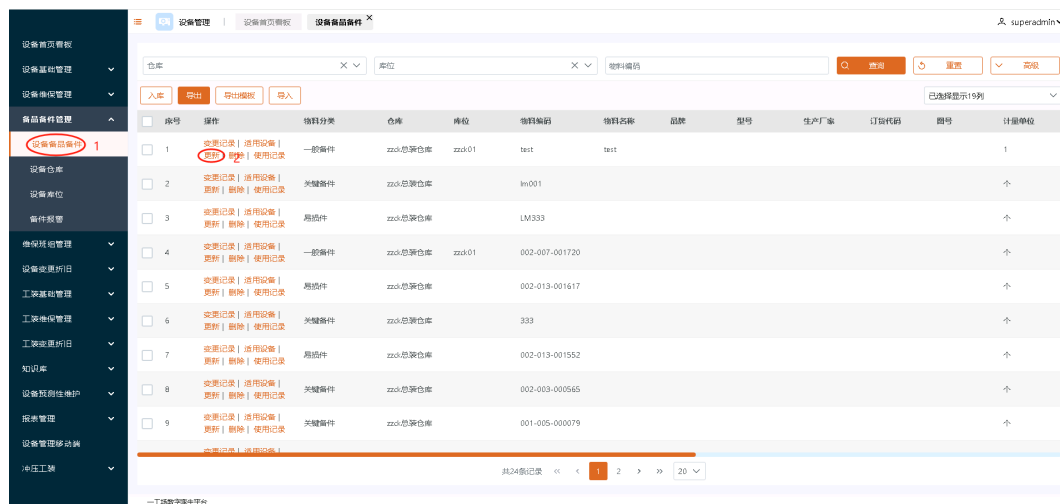 设备管理 设备首页看板 设备备品备件 × superadmin
设备首页看板
设备基础管理
设备维保管理
备品备件管理
设备备品备件 1
设备仓库
设备库位
备件报警
维保班组管理
设备变更折旧
工装基础管理
工装维保管理
工装变更折旧
知识库
设备预测性维护
报表管理
设备管理移动端
冲压工装
仓库 库位 物料编码 查询 重置 高级
入库 导出 导出模板 导入 已选择显示19列
序号 操作 物料分类 仓库 库位 物料编码 物料名称 品牌 型号 生产厂家 订货代码 图号 计量单位
1 变更记录 | 适用设备 | 一般备件 zzck总装仓库 zzck01 test test 1
更新 2 删除 | 使用记录
2 变更记录 | 适用设备 | 关键备件 zzck总装仓库 lm001 个
更新 | 删除 | 使用记录
3 变更记录 | 适用设备 | 易损件 zzck总装仓库 LM333 个
更新 | 删除 | 使用记录
4 变更记录 | 适用设备 | 一般备件 zzck总装仓库 zzck01 002-007-001720 个
更新 | 删除 | 使用记录
5 变更记录 | 适用设备 | 易损件 zzck总装仓库 002-013-001617 个
更新 | 删除 | 使用记录
6 变更记录 | 适用设备 | 关键备件 zzck总装仓库 333 个
更新 | 删除 | 使用记录
7 变更记录 | 适用设备 | 易损件 zzck总装仓库 002-013-001552 个
更新 | 删除 | 使用记录
8 变更记录 | 适用设备 | 关键备件 zzck总装仓库 002-003-000565 个
更新 | 删除 | 使用记录
9 变更记录 | 适用设备 | 关键备件 zzck总装仓库 001-005-000079 个
更新 | 删除 | 使用记录
变更记录 | 适用设备 |
共24条记录 << < 1 2 > >> 20